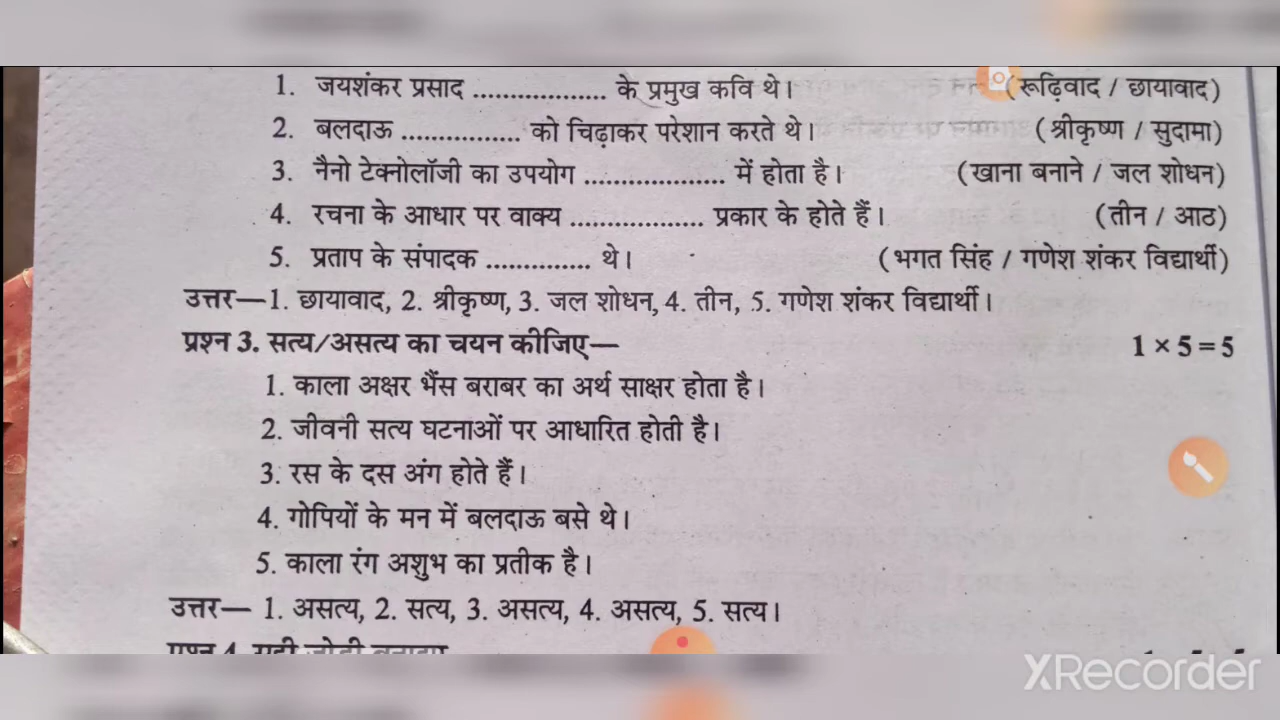 1. जयशंकर प्रसाद .................. के प्रमुख कवि थे। (रूढ़िवाद / छायावाद)
2. बलदाऊ ................ को चिढ़ाकर परेशान करते थे। (श्रीकृष्ण / सुदामा)
3. नैनो टेक्नोलॉजी का उपयोग ................... में होता है। (खाना बनाने / जल शोधन)
4. रचना के आधार पर वाक्य .................. प्रकार के होते हैं। (तीन / आठ)
5. प्रताप के संपादक .............. थे। (भगत सिंह / गणेश शंकर विद्यार्थी)
उत्तर—1. छायावाद, 2. श्रीकृष्ण, 3. जल शोधन, 4. तीन, 5. गणेश शंकर विद्यार्थी।
प्रश्न 3. सत्य/असत्य का चयन कीजिए— 1 × 5 = 5
1. काला अक्षर भैंस बराबर का अर्थ साक्षर होता है।
2. जीवनी सत्य घटनाओं पर आधारित होती है।
3. रस के दस अंग होते हैं।
4. गोपियों के मन में बलदाऊ बसे थे।
5. काला रंग अशुभ का प्रतीक है।
उत्तर— 1. असत्य, 2. सत्य, 3. असत्य, 4. असत्य, 5. सत्य।
XRecorder